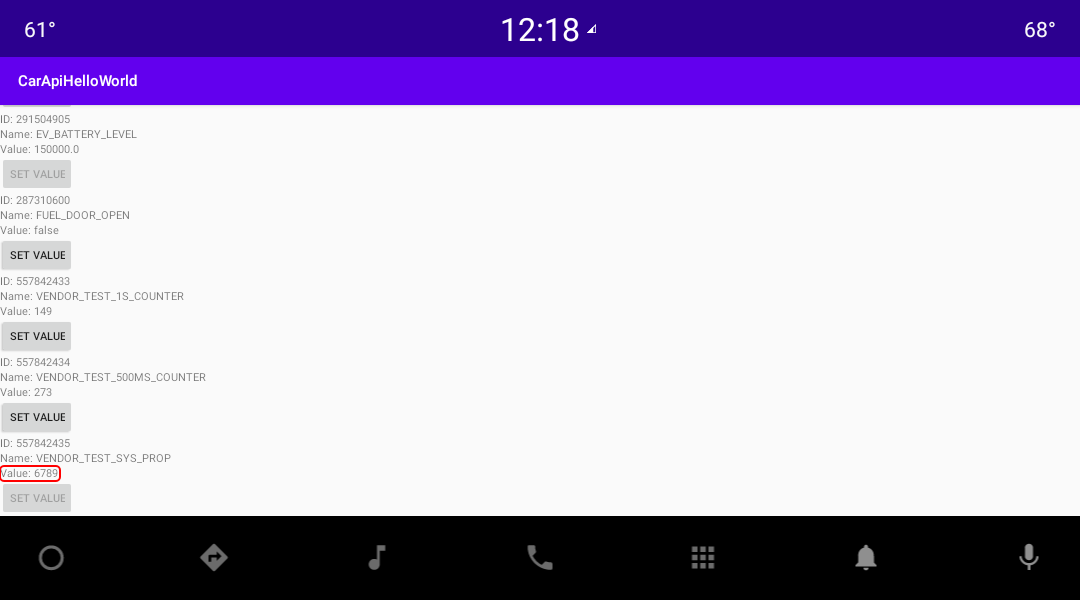 61° 12:18 68°
CarApiHelloWorld
ID: 291504905
Name: EV_BATTERY_LEVEL
Value: 150000.0
SET VALUE
ID: 287310600
Name: FUEL_DOOR_OPEN
Value: false
SET VALUE
ID: 557842433
Name: VENDOR_TEST_1S_COUNTER
Value: 149
SET VALUE
ID: 557842434
Name: VENDOR_TEST_500MS_COUNTER
Value: 273
SET VALUE
ID: 557842435
Name: VENDOR_TEST_SYS_PROP
Value: 6789
SET VALUE